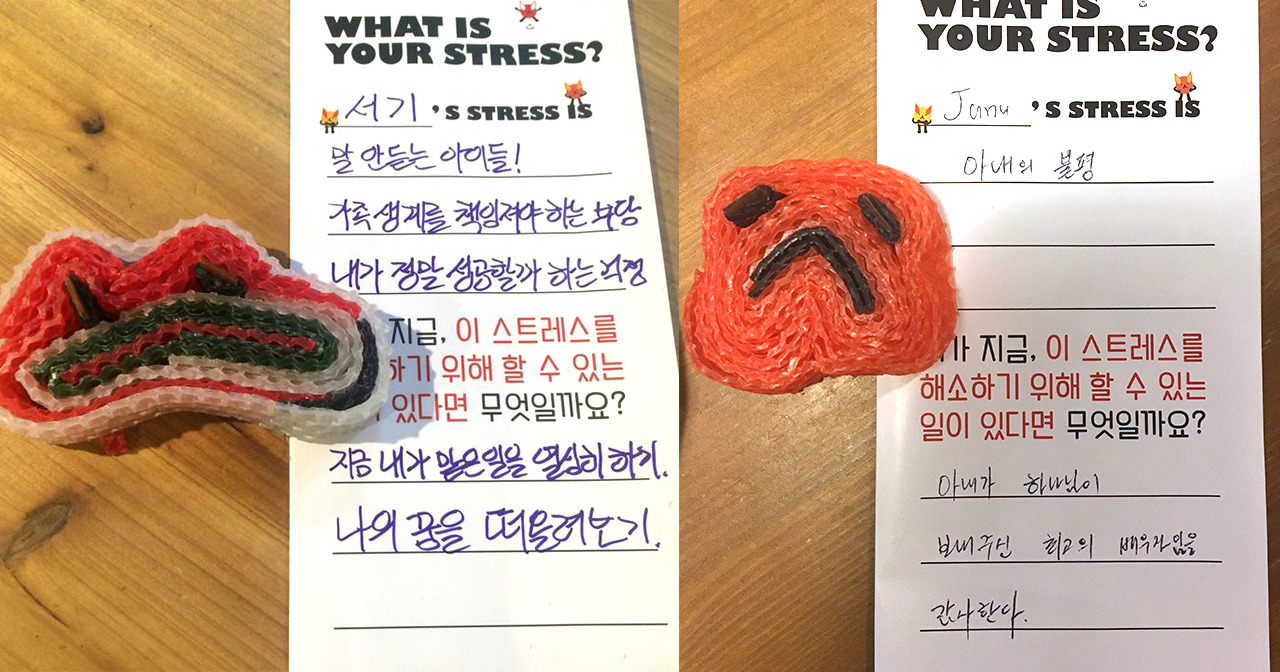 WHAT IS
YOUR STRESS?
서기 'S STRESS IS
말 안듣는 아이들!
가족 생계를 책임져야 하는 부담
내가 정말 성공할까 하는 걱정
지금, 이 스트레스를
하기 위해 할 수 있는
있다면 무엇일까요?
지금 내가 맡은일을 열심히 하기.
나의 꿈을 떠올려보기.
WHAT IS
YOUR STRESS?
Junu 'S STRESS IS
아내의 불평
가 지금, 이 스트레스를
해소하기 위해 할 수 있는
일이 있다면 무엇일까요?
아내가 하나님이
보내주신 최고의 배우자임을
감사한다.